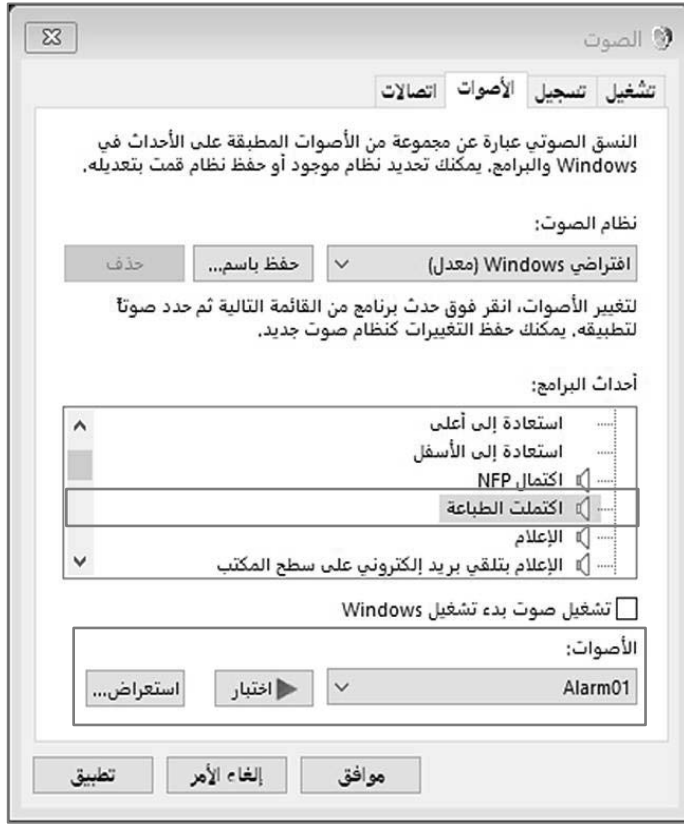 الصوت
تشغيل تسجيل الأصوات اتصالات
النسق الصوتي عبارة عن مجموعة من الأصوات المطبقة على الأحداث في
Windows والبرامج. يمكنك تحديد نظام موجود أو حفظ نظام قمت بتعديله.
نظام الصوت:
افتراضي Windows (معدل) حفظ باسم... حذف
لتغيير الأصوات، انقر فوق حدث برنامج من القائمة التالية ثم حدد صوتاً
لتطبيقه. يمكنك حفظ التغييرات كنظام صوت جديد.
أحداث البرامج:
استعادة إلى أعلى
استعادة إلى الأسفل
اكتمال NFP
اكتملت الطباعة
الإعلام
الإعلام بتلقي بريد إلكتروني على سطح المكتب
تشغيل صوت بدء تشغيل Windows
الأصوات:
Alarm01 اختبار استعراض...
موافق إلغاء الأمر تطبيق